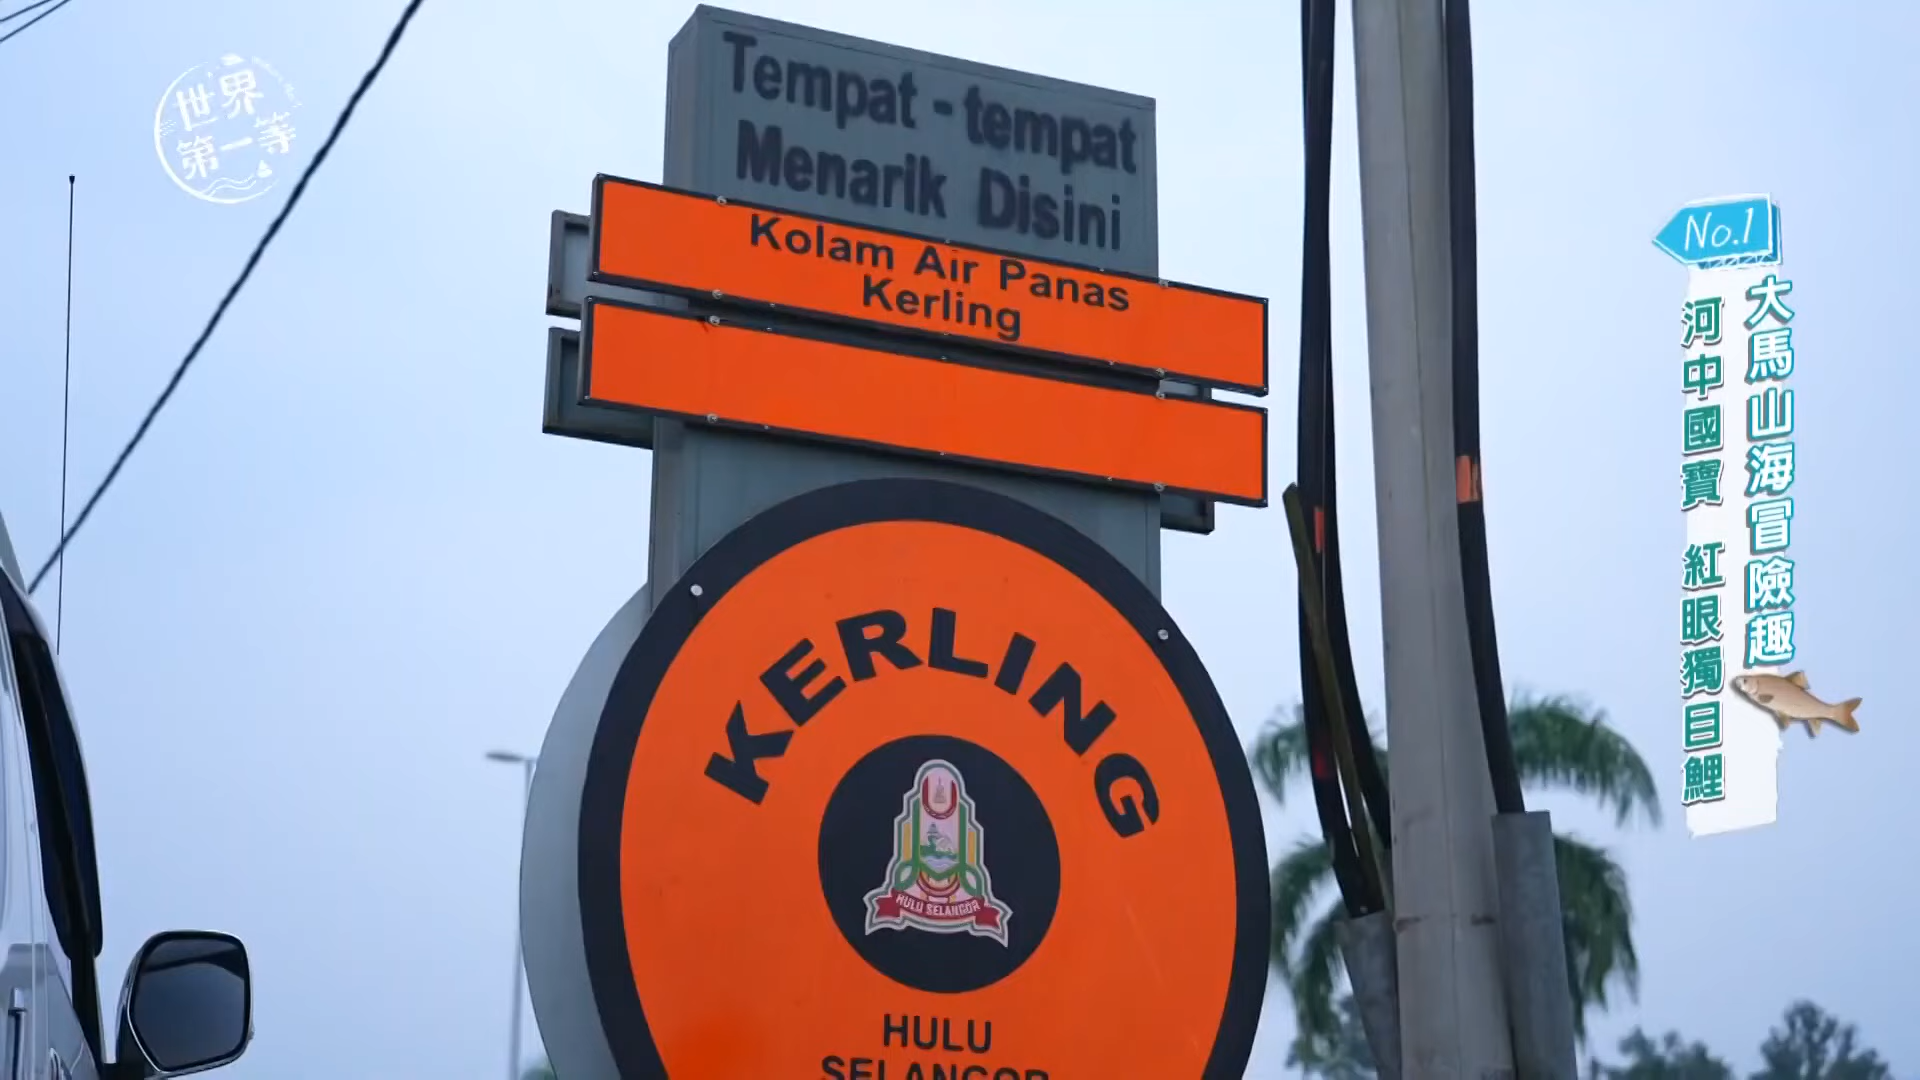 世界
第一等
Tempat - tempat
Menarik Disini
Kolam Air Panas
Kerling
KERLING
HULU SELANGOR
HULU
SELANGOR
No.1
大馬山海冒險趣
河中國寶 紅眼獨目鯉